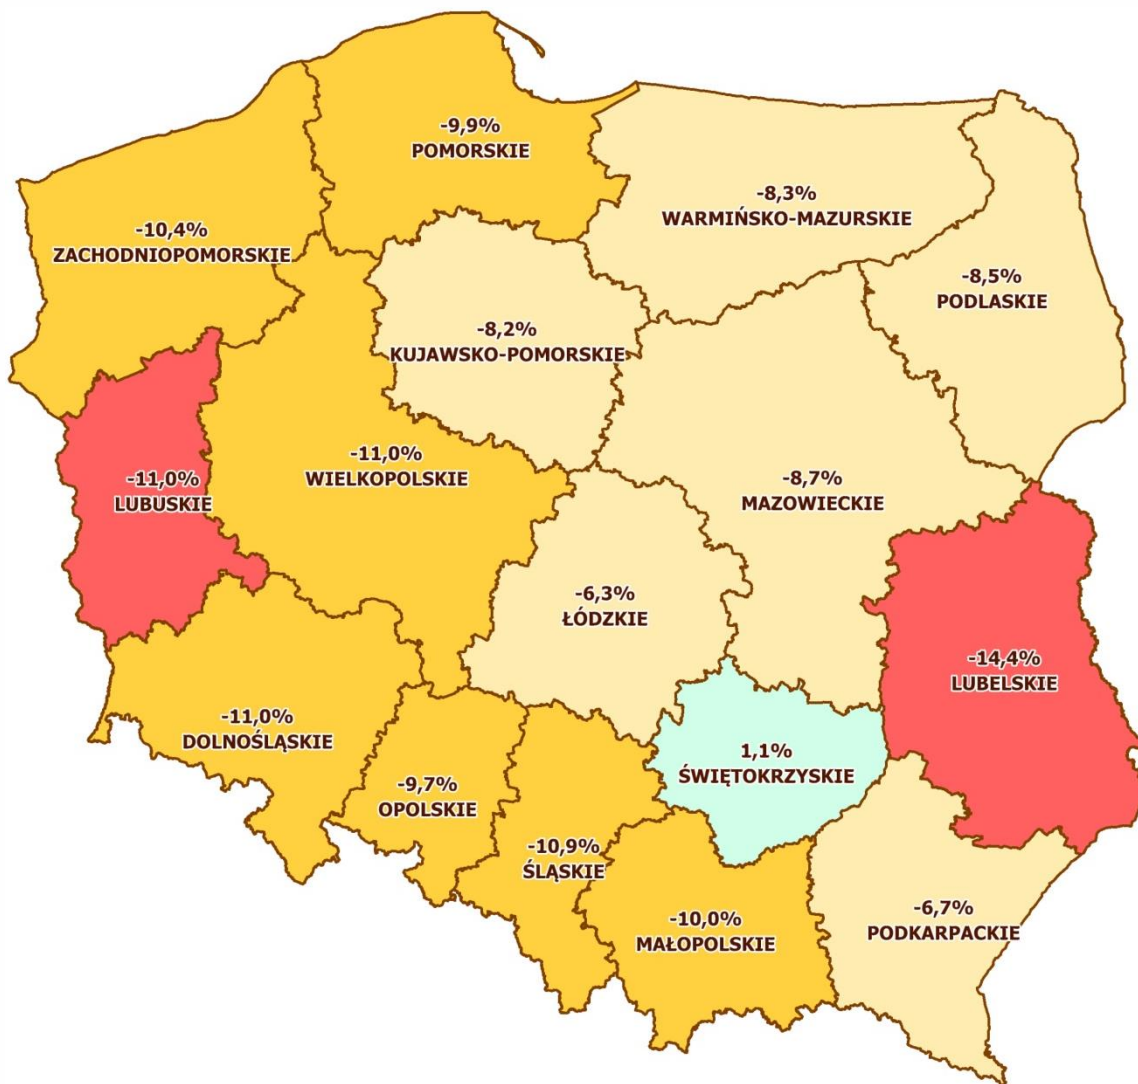 -9,9%
POMORSKIE
-8,3%
WARMIŃSKO-MAZURSKIE
-10,4%
ZACHODNIOPOMORSKIE
-8,5%
PODLASKIE
-8,2%
KUJAWSKO-POMORSKIE
-11,0%
WIELKOPOLSKIE
-11,0%
LUBUSKIE
-8,7%
MAZOWIECKIE
-6,3%
ŁÓDZKIE
-14,4%
LUBELSKIE
-11,0%
DOLNOŚLĄSKIE
1,1%
ŚWIĘTOKRZYSKIE
-9,7%
OPOLSKIE
-10,9%
ŚLĄSKIE
-10,0%
MAŁOPOLSKIE
-6,7%
PODKARPACKIE